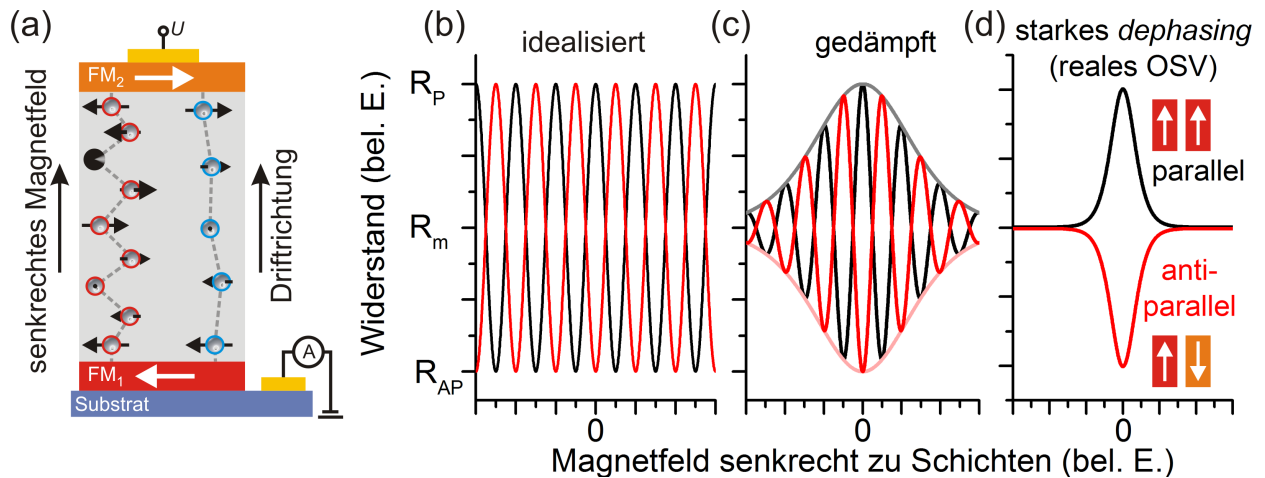 (a)
U
FM2
senkrechtes Magnetfeld
Driftrichtung
FM1
A
Substrat
(b)
idealisiert
Widerstand (bel. E.)
RP
Rm
RAP
0
(c)
gedämpft
0
(d)
starkes dephasing
(reales OSV)
parallel
anti-
parallel
0
Magnetfeld senkrecht zu Schichten (bel. E.)